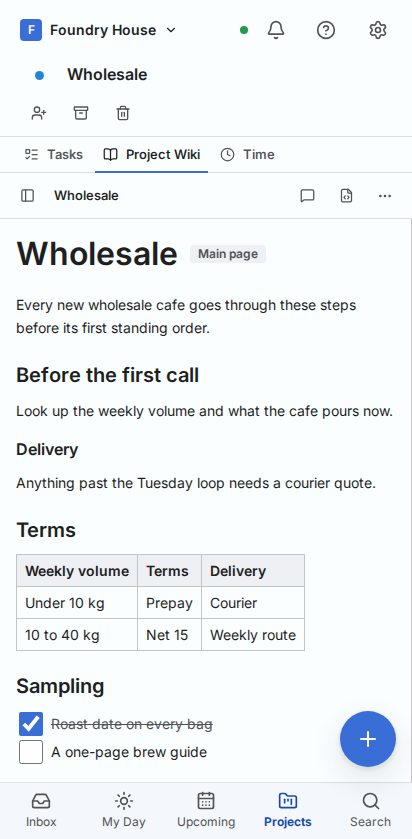 F Foundry House
Wholesale
Tasks Project Wiki Time
Wholesale
Wholesale Main page
Every new wholesale cafe goes through these steps
before its first standing order.
Before the first call
Look up the weekly volume and what the cafe pours now.
Delivery
Anything past the Tuesday loop needs a courier quote.
Terms
Weekly volume Terms Delivery
Under 10 kg Prepay Courier
10 to 40 kg Net 15 Weekly route
Sampling
Roast date on every bag
A one-page brew guide
Inbox My Day Upcoming Projects Search